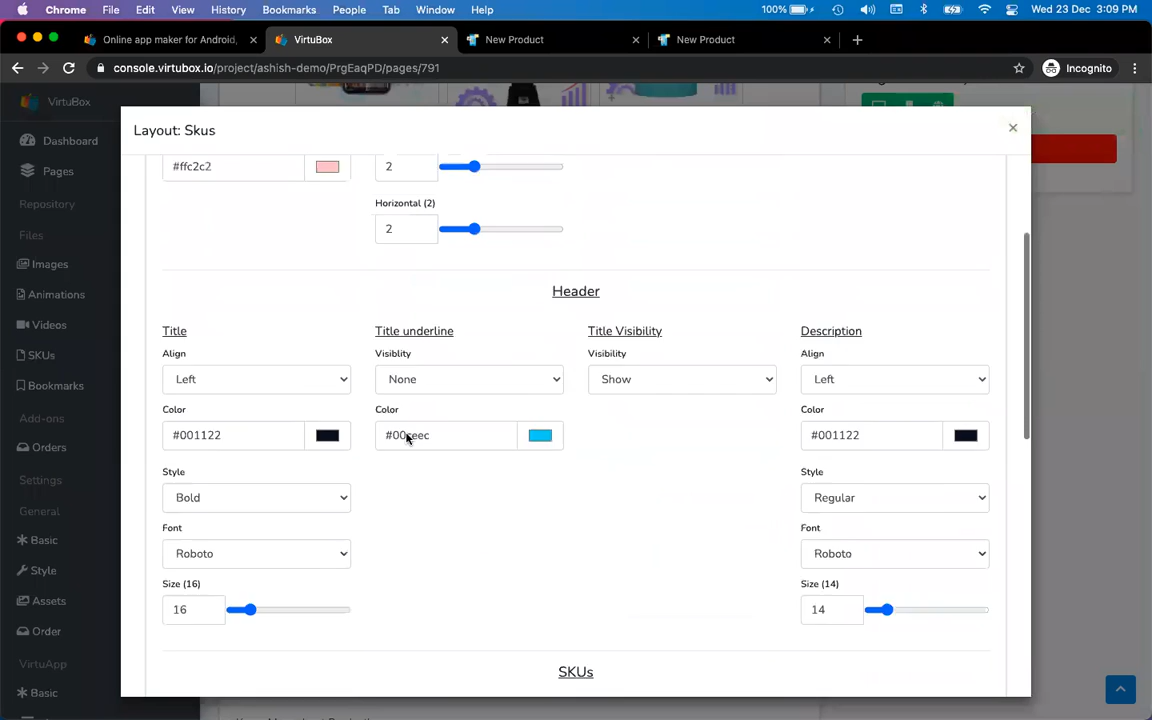 Chrome File Edit View History Bookmarks People Tab Window Help 100% Wed 23 Dec 3:09 PM
Online app maker for Android, × VirtuBox × New Product × New Product × +
console.virtubox.io/project/ashish-demo/PrgEaqPD/pages/791 Incognito
VirtuBox
Dashboard
Pages
Repository
Files
Images
Animations
Videos
SKUs
Bookmarks
Add-ons
Orders
Settings
General
Basic
Style
Assets
Order
VirtuApp
Basic
Layout: Skus ×
#ffc2c2 2
Horizontal (2)
2
Header
Title Title underline Title Visibility Description
Align Visiblity Visibility Align
Left None Show Left
Color Color Color
#001122 #001122
Style Style
Bold Regular
Font Font
Roboto Roboto
Size (16) Size (14)
16 14
SKUs